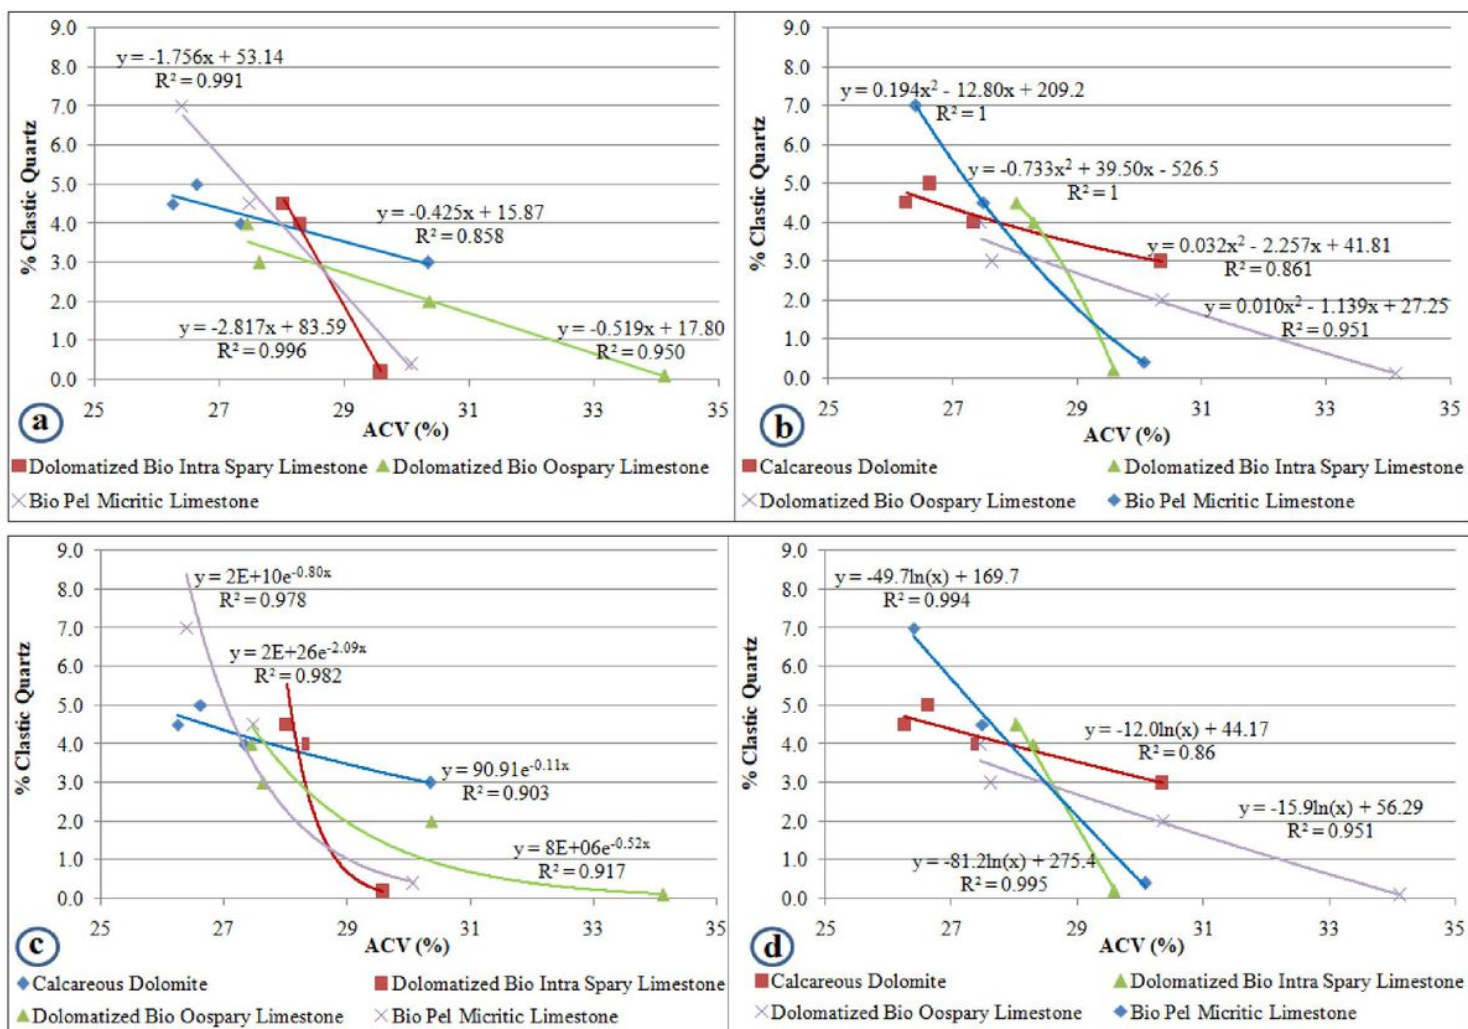 9.0
8.0
7.0
6.0
5.0
4.0
3.0
2.0
1.0
0.0
% Clastic Quartz
y = -1.756x + 53.14
R² = 0.991
y = -0.425x + 15.87
R² = 0.858
y = -2.817x + 83.59
R² = 0.996
y = -0.519x + 17.80
R² = 0.950
25 27 29 31 33 35
a
ACV (%)
Dolomatized Bio Intra Spary Limestone Dolomatized Bio Oospary Limestone
Bio Pel Micritic Limestone
9.0
8.0
7.0
6.0
5.0
4.0
3.0
2.0
1.0
0.0
% Clastic Quartz
y = 0.194x² - 12.80x + 209.2
R² = 1
y = -0.733x² + 39.50x - 526.5
R² = 1
y = 0.032x² - 2.257x + 41.81
R² = 0.861
y = 0.010x² - 1.139x + 27.25
R² = 0.951
25 27 29 31 33 35
b
ACV (%)
Calcareous Dolomite Dolomatized Bio Intra Spary Limestone
Dolomatized Bio Oospary Limestone Bio Pel Micritic Limestone
9.0
8.0
7.0
6.0
5.0
4.0
3.0
2.0
1.0
0.0
% Clastic Quartz
y = 2E+10e^-0.80x
R² = 0.978
y = 2E+26e^-2.09x
R² = 0.982
y = 90.91e^-0.11x
R² = 0.903
y = 8E+06e^-0.52x
R² = 0.917
25 27 29 31 33 35
c
ACV (%)
Calcareous Dolomite Dolomatized Bio Intra Spary Limestone
Dolomatized Bio Oospary Limestone Bio Pel Micritic Limestone
9.0
8.0
7.0
6.0
5.0
4.0
3.0
2.0
1.0
0.0
% Clastic Quartz
y = -49.7ln(x) + 169.7
R² = 0.994
y = -12.0ln(x) + 44.17
R² = 0.86
y = -15.9ln(x) + 56.29
R² = 0.951
y = -81.2ln(x) + 275.4
R² = 0.995
25 27 29 31 33 35
d
ACV (%)
Calcareous Dolomite Dolomatized Bio Intra Spary Limestone
Dolomatized Bio Oospary Limestone Bio Pel Micritic Limestone